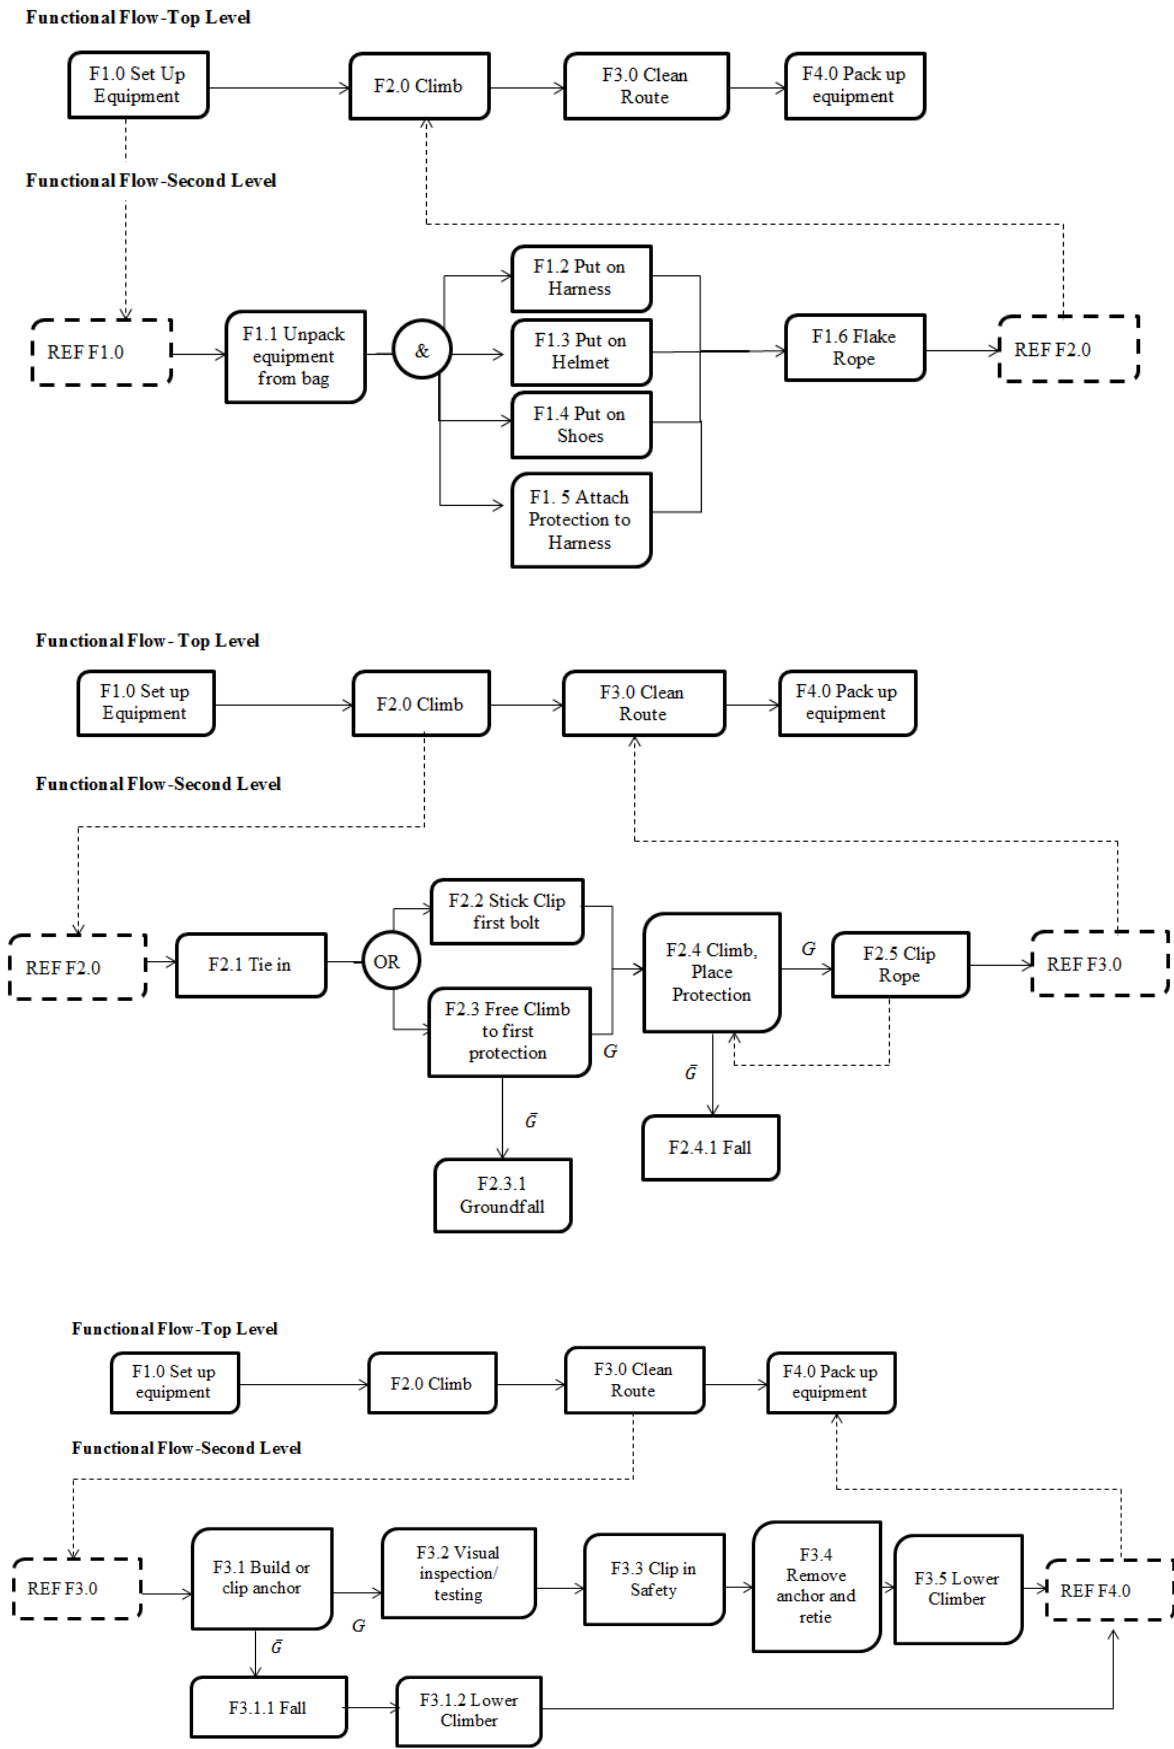 Functional Flow-Top Level
F1.0 Set Up
Equipment
F2.0 Climb
F3.0 Clean
Route
F4.0 Pack up
equipment
Functional Flow-Second Level
REF F1.0
F1.1 Unpack
equipment
from bag
&
F1.2 Put on
Harness
F1.3 Put on
Helmet
F1.4 Put on
Shoes
F1. 5 Attach
Protection to
Harness
F1.6 Flake
Rope
REF F2.0
Functional Flow- Top Level
F1.0 Set up
Equipment
F2.0 Climb
F3.0 Clean
Route
F4.0 Pack up
equipment
Functional Flow-Second Level
REF F2.0
F2.1 Tie in
OR
F2.2 Stick Clip
first bolt
F2.3 Free Climb
to first
protection
G
Ḡ
F2.3.1
Groundfall
F2.4 Climb,
Place
Protection
G
Ḡ
F2.4.1 Fall
F2.5 Clip
Rope
REF F3.0
Functional Flow-Top Level
F1.0 Set up
equipment
F2.0 Climb
F3.0 Clean
Route
F4.0 Pack up
equipment
Functional Flow-Second Level
REF F3.0
F3.1 Build or
clip anchor
G
Ḡ
F3.2 Visual
inspection/
testing
F3.3 Clip in
Safety
F3.4
Remove
anchor and
retie
F3.5 Lower
Climber
REF F4.0
F3.1.1 Fall
F3.1.2 Lower
Climber